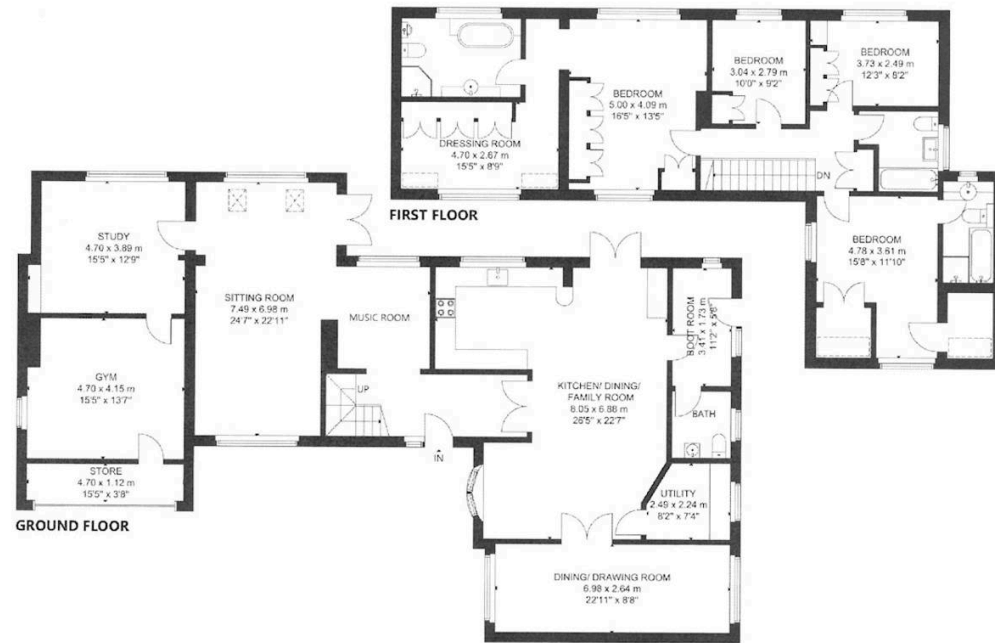 BEDROOM
3.04 x 2.79 m
10'0" x 9'2"
BEDROOM
3.73 x 2.49 m
12'3" x 8'2"
BEDROOM
5.00 x 4.09 m
16'5" x 13'5"
DRESSING ROOM
4.70 x 2.67 m
15'5" x 8'9"
DN
FIRST FLOOR
BEDROOM
4.78 x 3.61 m
15'8" x 11'10"
STUDY
4.70 x 3.89 m
15'5" x 12'9"
SITTING ROOM
7.49 x 6.98 m
24'7" x 22'11"
MUSIC ROOM
BOOT ROOM
3.41 x 1.73 m
11'2" x 5'8"
GYM
4.70 x 4.15 m
15'5" x 13'7"
UP
KITCHEN/ DINING/
FAMILY ROOM
8.05 x 6.88 m
26'5" x 22'7"
BATH
IN
STORE
4.70 x 1.12 m
15'5" x 3'8"
UTILITY
2.49 x 2.24 m
8'2" x 7'4"
GROUND FLOOR
DINING/ DRAWING ROOM
6.98 x 2.64 m
22'11" x 8'8"